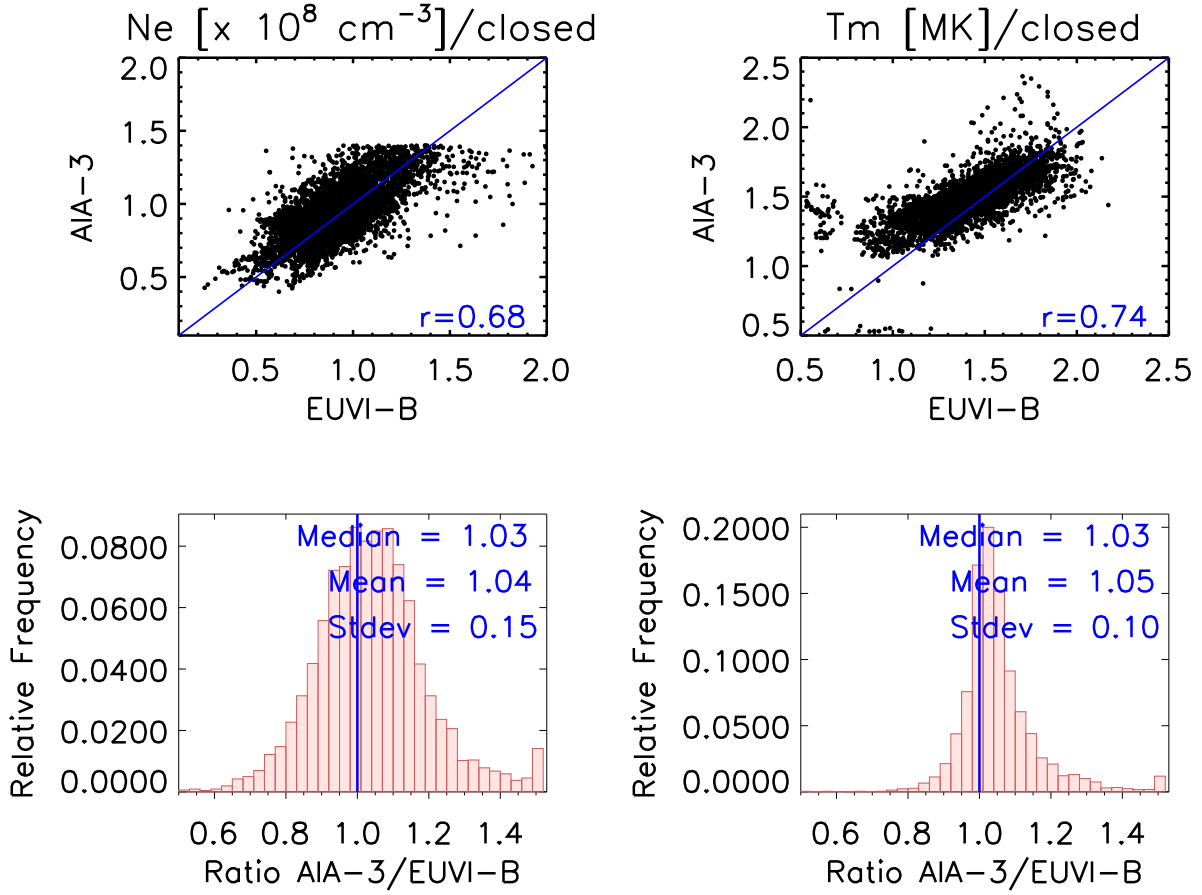 Ne [x 10⁸ cm⁻³]/closed
2.0
1.5
1.0
0.5
AIA-3
r=0.68
0.5 1.0 1.5 2.0
EUVI-B
Tm [MK]/closed
2.5
2.0
1.5
1.0
0.5
AIA-3
r=0.74
0.5 1.0 1.5 2.0 2.5
EUVI-B
Relative Frequency
0.0800
0.0600
0.0400
0.0200
0.0000
Median = 1.03
Mean = 1.04
Stdev = 0.15
0.6 0.8 1.0 1.2 1.4
Ratio AIA-3/EUVI-B
Relative Frequency
0.2000
0.1500
0.1000
0.0500
0.0000
Median = 1.03
Mean = 1.05
Stdev = 0.10
0.6 0.8 1.0 1.2 1.4
Ratio AIA-3/EUVI-B